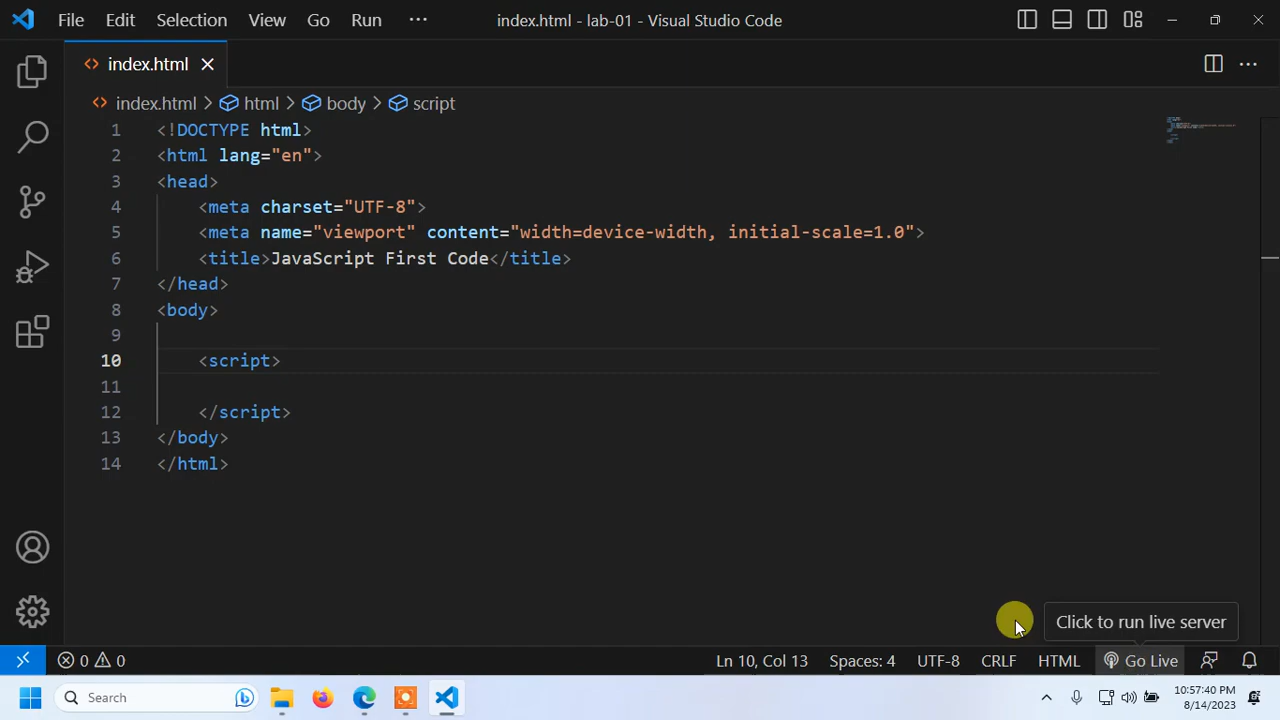 File Edit Selection View Go Run ··· index.html - lab-01 - Visual Studio Code
index.html
index.html > html > body > script
1 <!DOCTYPE html>
2 <html lang="en">
3 <head>
4 <meta charset="UTF-8">
5 <meta name="viewport" content="width=device-width, initial-scale=1.0">
6 <title>JavaScript First Code</title>
7 </head>
8 <body>
9
10 <script>
11
12 </script>
13 </body>
14 </html>
Click to run live server
0 0 Ln 10, Col 13 Spaces: 4 UTF-8 CRLF HTML Go Live
Search 10:57:40 PM
8/14/2023